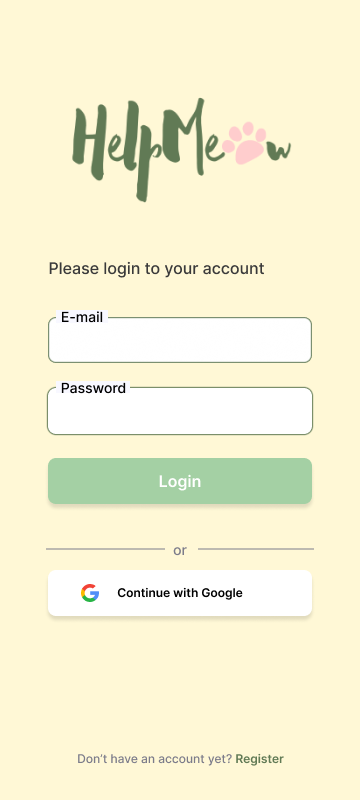 HelpMeow
Please login to your account
E-mail
Password
Login
or
Continue with Google
Don't have an account yet? Register